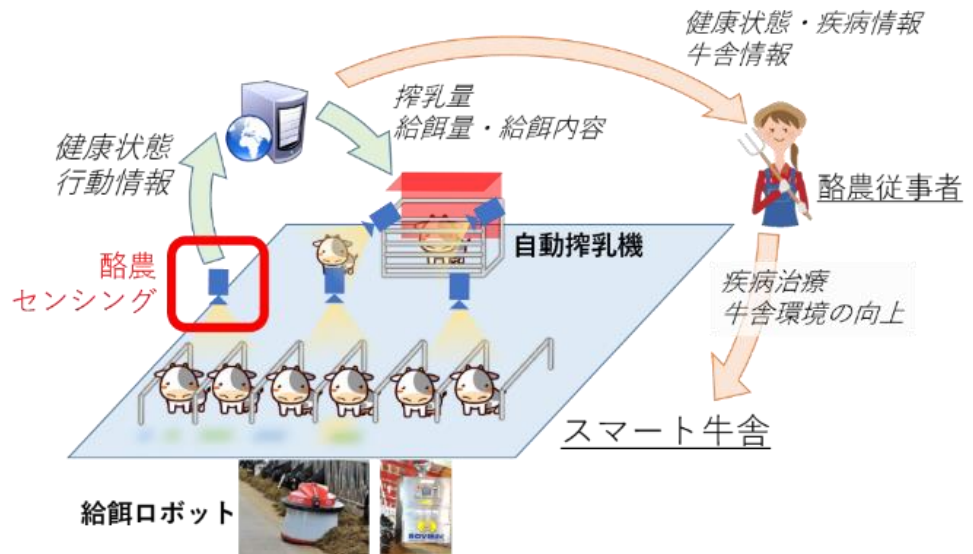 健康状態・疾病情報
牛舎情報
搾乳量
給餌量・給餌内容
健康状態
行動情報
酪農従事者
自動搾乳機
酪農
センシング
疾病治療
牛舎環境の向上
スマート牛舎
給餌ロボット